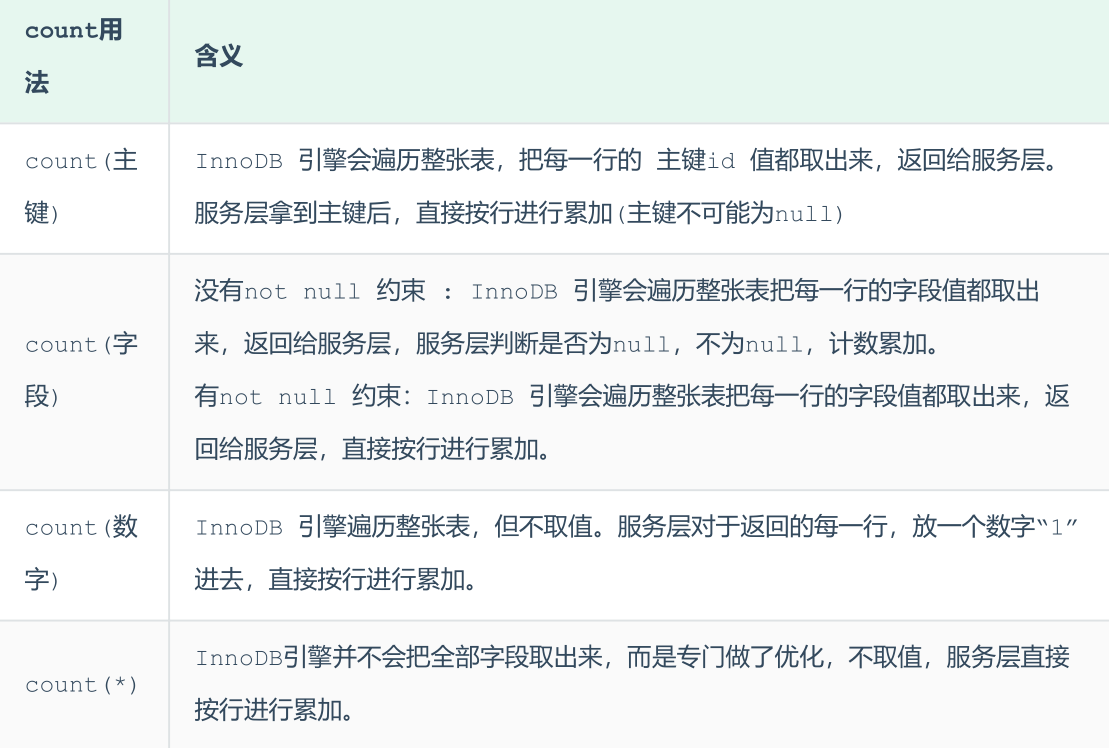 count用
法
含义
count(主
键)
InnoDB 引擎会遍历整张表，把每一行的 主键id 值都取出来，返回给服务层。
服务层拿到主键后，直接按行进行累加(主键不可能为null)
count(字
段)
没有not null 约束 : InnoDB 引擎会遍历整张表把每一行的字段值都取出
来，返回给服务层，服务层判断是否为null，不为null，计数累加。
有not null 约束：InnoDB 引擎会遍历整张表把每一行的字段值都取出来，返
回给服务层，直接按行进行累加。
count(数
字)
InnoDB 引擎遍历整张表，但不取值。服务层对于返回的每一行，放一个数字“1”
进去，直接按行进行累加。
count(*)
InnoDB引擎并不会把全部字段取出来，而是专门做了优化，不取值，服务层直接
按行进行累加。